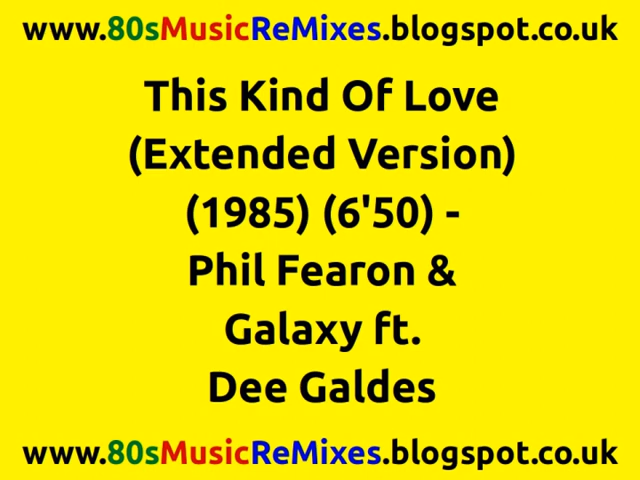 www.80sMusicReMixes.blogspot.co.uk
This Kind Of Love
(Extended Version)
(1985) (6'50) -
Phil Fearon &
Galaxy ft.
Dee Galdes
www.80sMusicReMixes.blogspot.co.uk